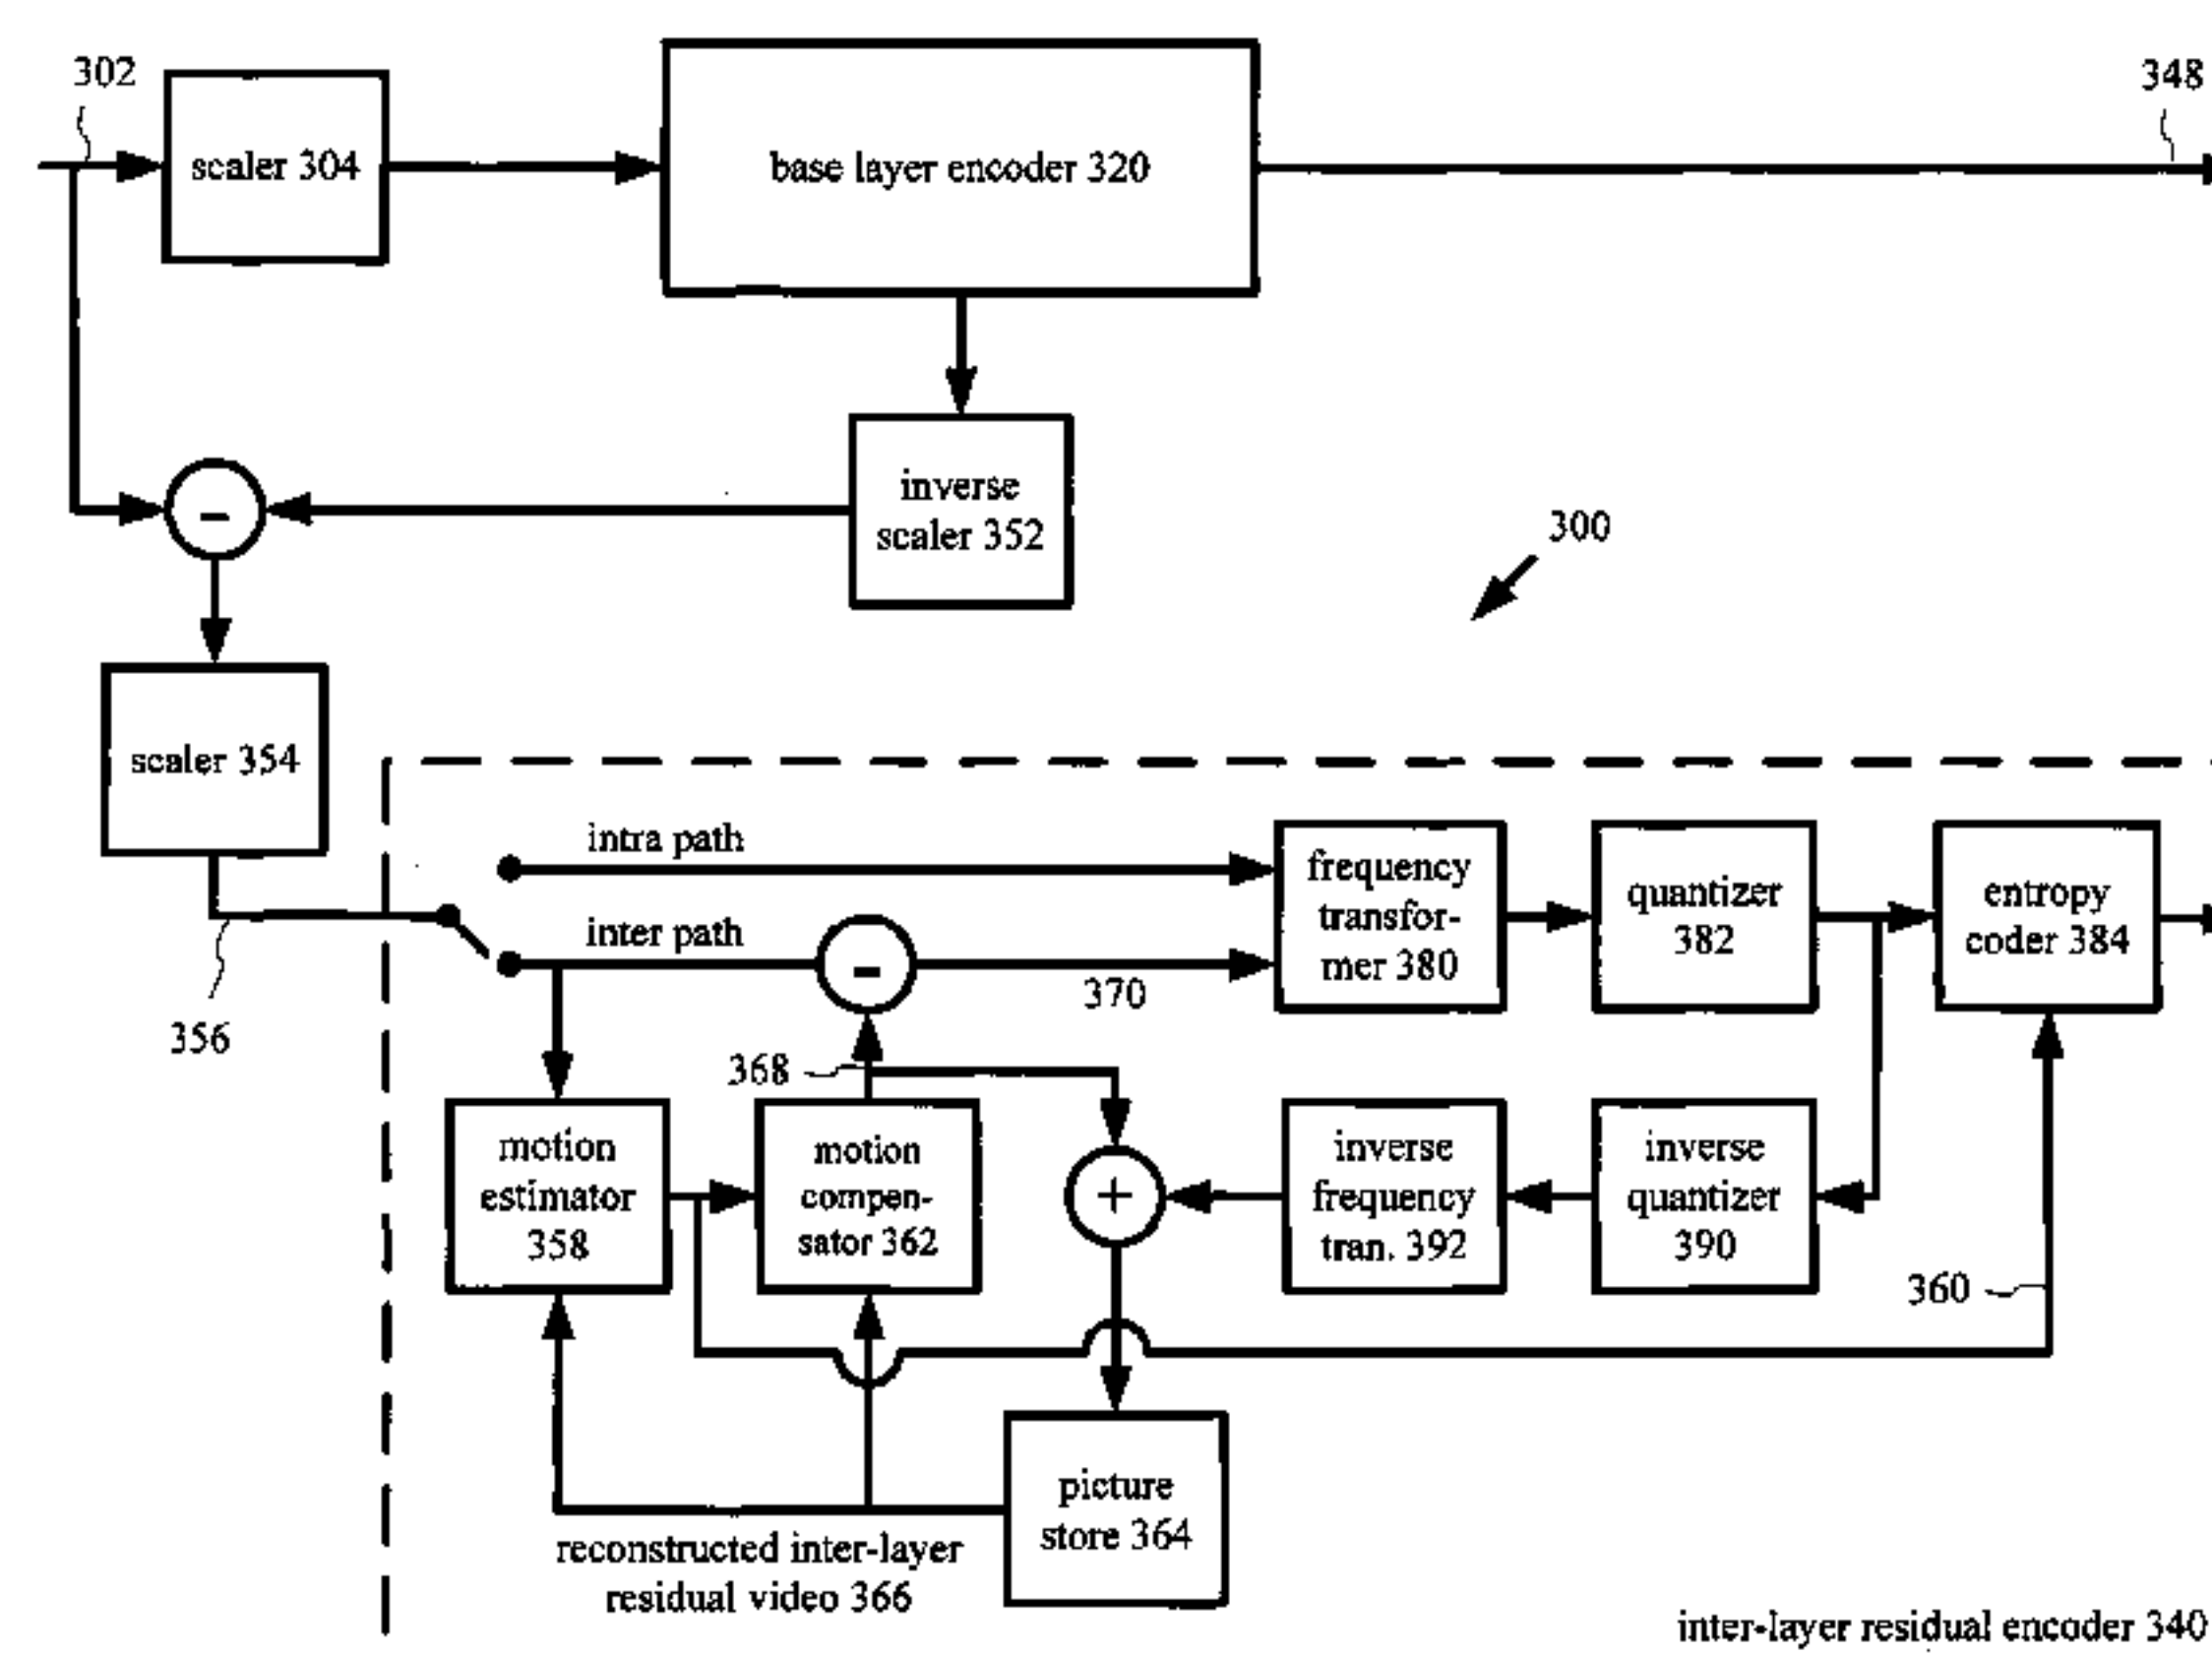 302
348
scaler 304
base layer encoder 320
inverse
scaler 352
300
-
scaler 354
intra path
inter path
-
370
frequency
transfor-
mer 380
quantizer
382
entropy
coder 384
356
368
motion
estimator
358
motion
compen-
sator 362
+
inverse
frequency
tran. 392
inverse
quantizer
390
360
picture
store 364
reconstructed inter-layer
residual video 366
inter-layer residual encoder 340